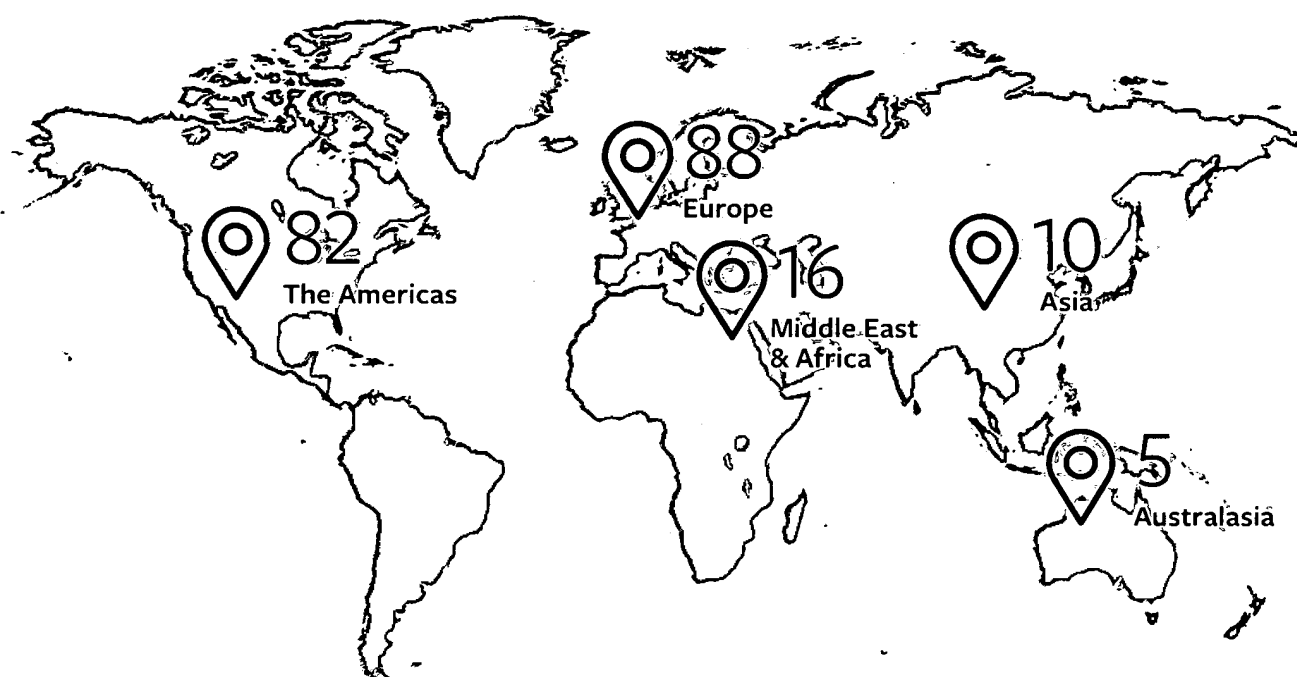 88
Europe
82
The Americas
16
Middle East
& Africa
10
Asia
5
Australasia